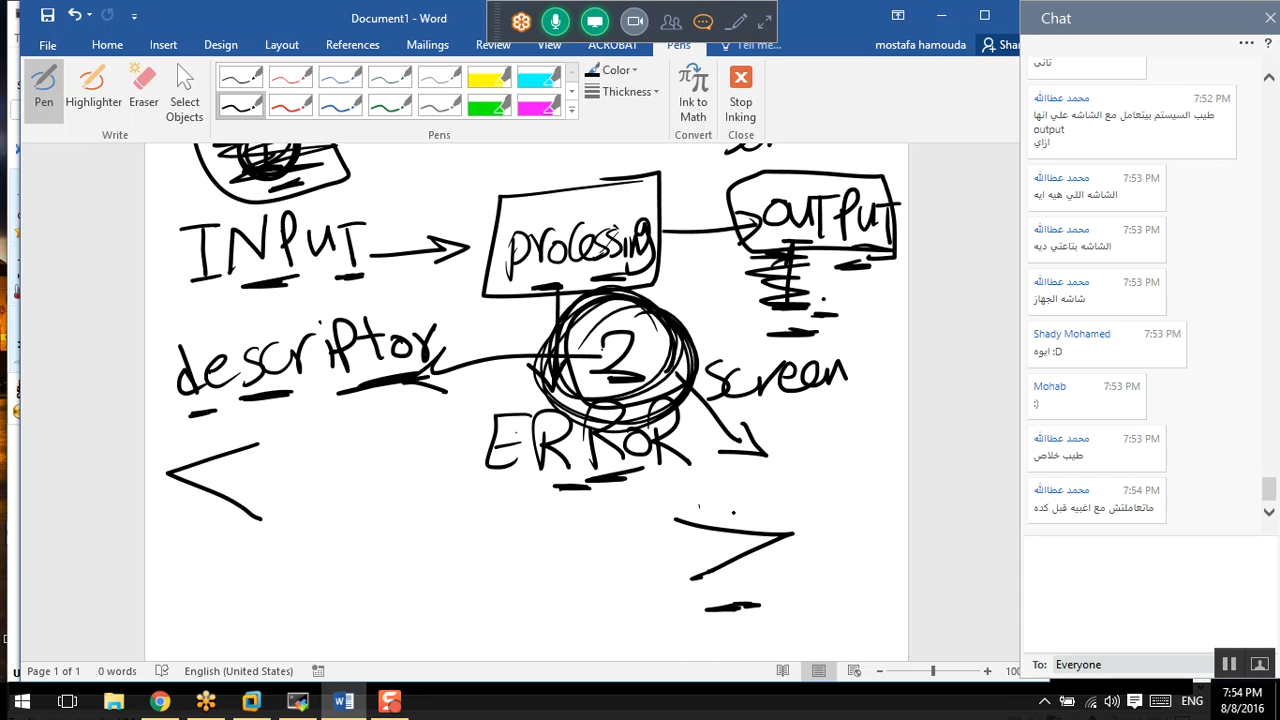 Document1 - Word
File
Home
Insert
Design
Layout
References
Mailings
Review
View
ACROBAT
Pens
Tell me...
mostafa hamouda
Pen
Highlighter
Eraser
Select
Objects
Color
Thickness
Ink to
Math
Stop
Inking
Write
Pens
Convert
Close
INPUT
processing
OUTPUT
descriptor
2
screen
ERROR
<
>
Page 1 of 1
0 words
English (United States)
Chat
تانى
محمد عطاالله
7:52 PM
طيب السيستم بيتعامل مع الشاشه علي انها
output
ازاي
محمد عطاالله
7:53 PM
الشاشه اللي هيه ايه
محمد عطاالله
7:53 PM
الشاشه بتاعتي ديه
محمد عطاالله
7:53 PM
شاشه الجهاز
Shady Mohamed
7:53 PM
ايوه :D
Mohab
7:53 PM
:)
محمد عطاالله
7:53 PM
طيب خلاص
محمد عطاالله
7:54 PM
ماتعاملتش مع اغبيه قبل كده
To:
Everyone
ENG
7:54 PM
8/8/2016